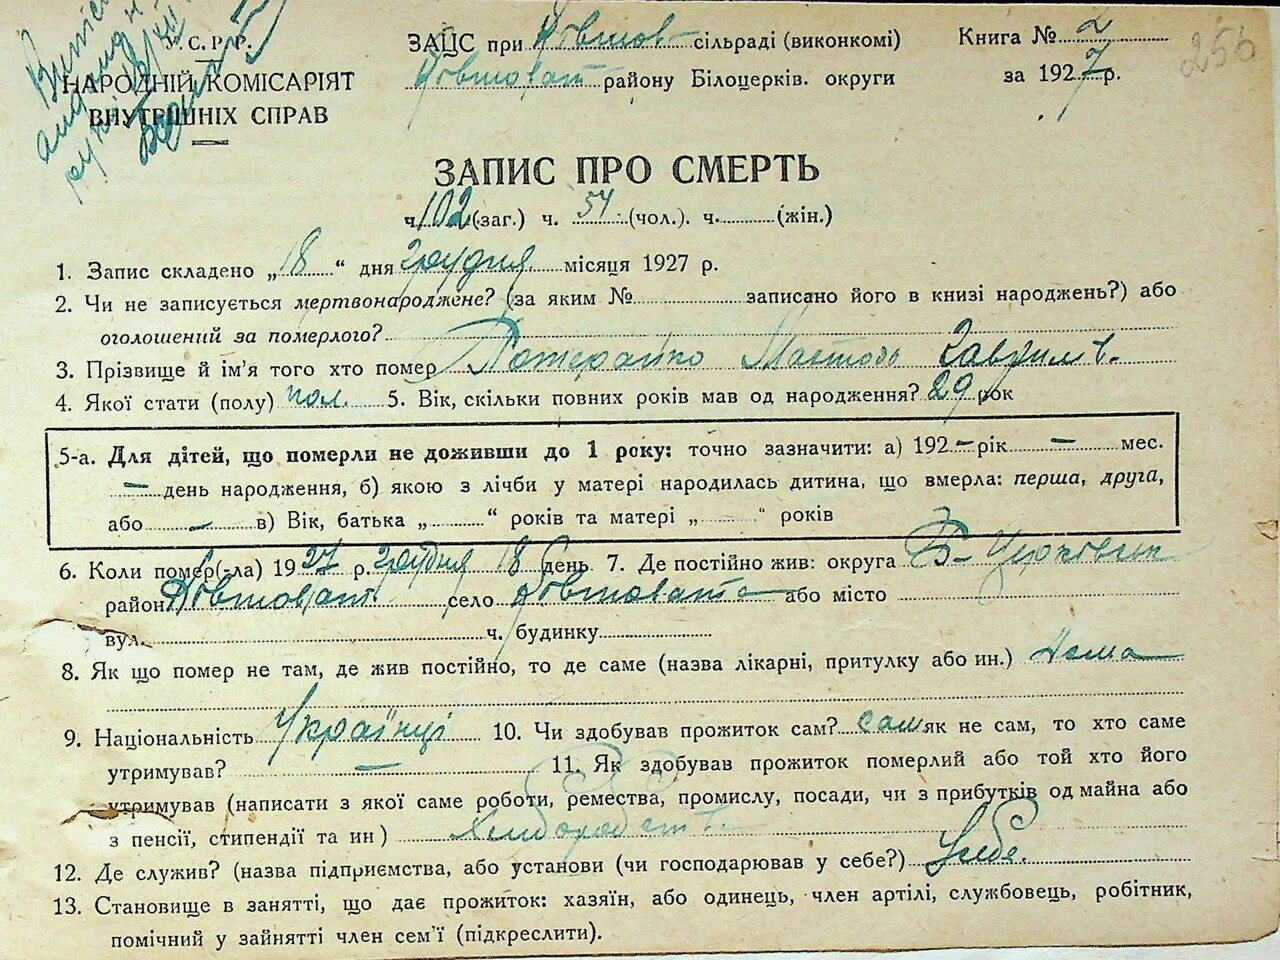 У. С. Р. Р.
НАРОДНІЙ КОМІСАРІЯТ
ВНУТРІШНІХ СПРАВ
ЗАЦС при Ковшов сільраді (виконкомі)
Ковшоват району Білоцерків. округи
Книга № 2
за 1927 р.
256
ЗАПИС ПРО СМЕРТЬ
ч. 102 (заг.) ч. 54 (чол.). ч. (жін.)
1. Запис складено „18“ дня грудня місяця 1927 р.
2. Чи не записується мертвонароджене? (за яким № записано його в книзі народжень?) або
оголошений за померлого?
3. Прізвище й ім'я того хто помер Потерайко Гаврилов.
4. Якої стати (полу) чол. 5. Вік, скільки повних років мав од народження? 29 рок
5-а. Для дітей, що померли не доживши до 1 року: точно зазначити: а) 192 – рік – мес.
– день народження, б) якою з лічби у матері народилась дитина, що вмерла: перша, друга,
або – в) Вік, батька „ “ років та матері „ “ років
6. Коли помер(-ла) 1927 р. грудня 18 день 7. Де постійно жив: округа Б-Церковськ
район Ковшоват. село Ковшовата або місто
вул. ч. будинку
8. Як що помер не там, де жив постійно, то де саме (назва лікарні, притулку або ин.) Нема
9. Національність Українці 10. Чи здобував прожиток сам? сам як не сам, то хто саме
утримував? – 11. Як здобував прожиток померлий або той хто його
утримував (написати з якої саме роботи, ремества, промислу, посади, чи з прибутків од майна або
з пенсії, стипендії та ин)
12. Де служив? (назва підприємства, або установи (чи господарював у себе?) У себе.
13. Становище в занятті, що дає прожиток: хазяїн, або одинець, член артілі, службовець, робітник,
помічний у зайнятті член сем'ї (підкреслити).